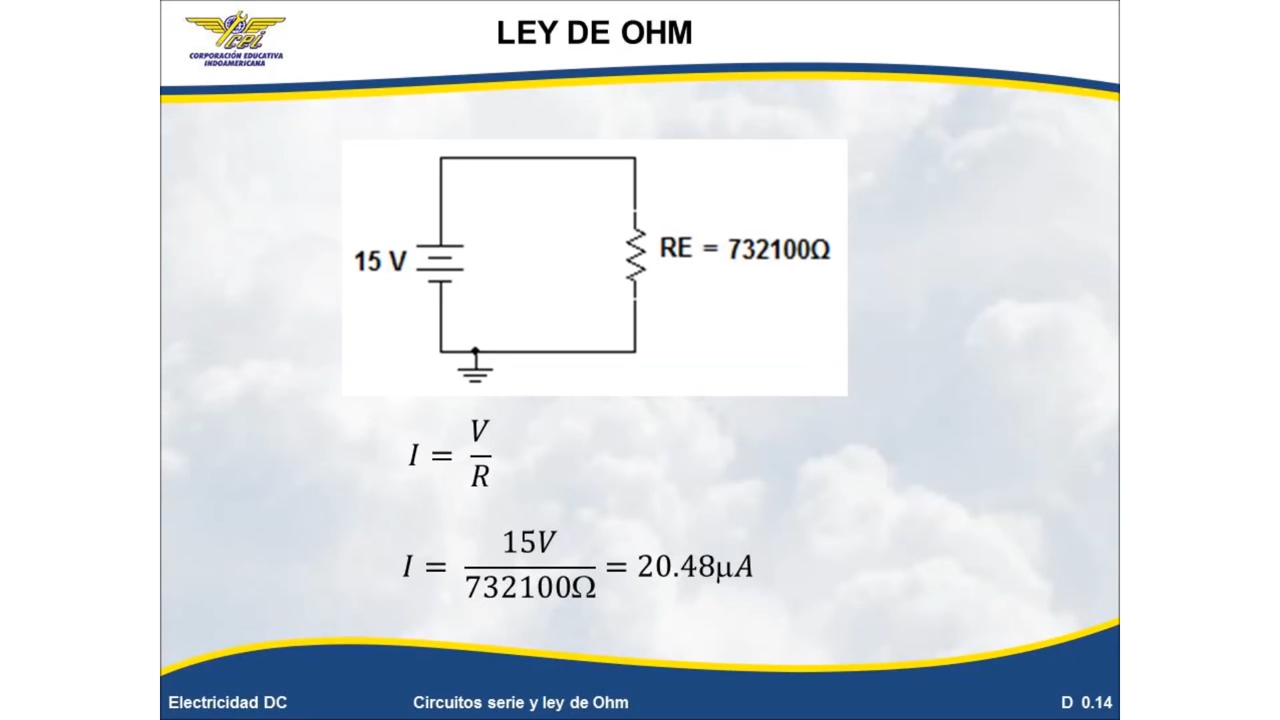 LEY DE OHM
cei
CORPORACIÓN EDUCATIVA
INDOAMERICANA
15 V
RE = 732100Ω
I = V/R
I = 15V/732100Ω = 20.48μA
Electricidad DC
Circuitos serie y ley de Ohm
D 0.14